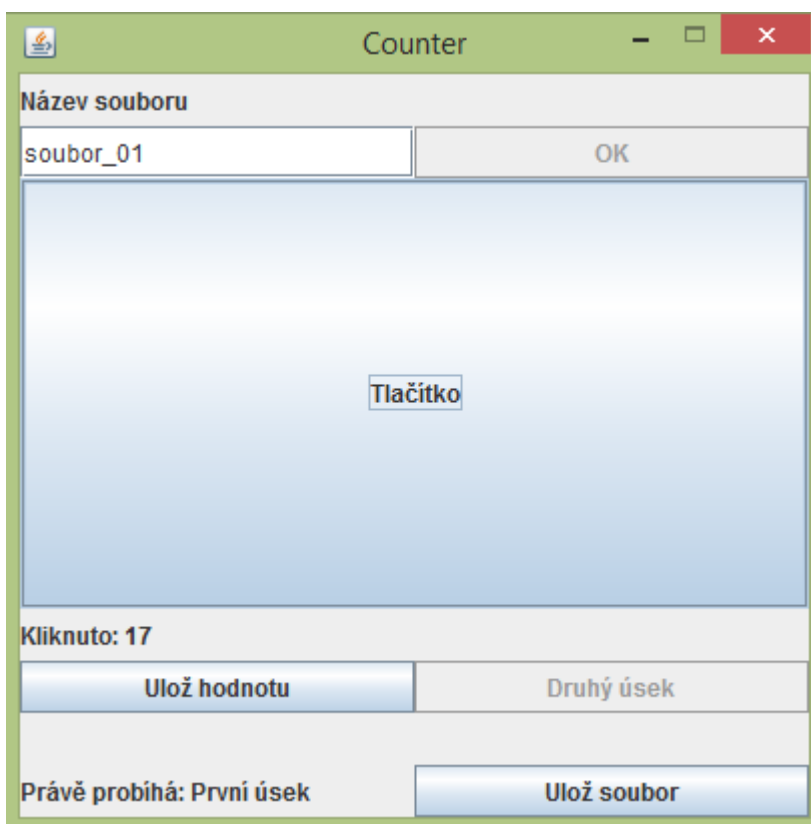 Counter
Název souboru
soubor_01 OK
Tlačítko
Kliknuto: 17
Ulož hodnotu Druhý úsek
Právě probíhá: První úsek Ulož soubor